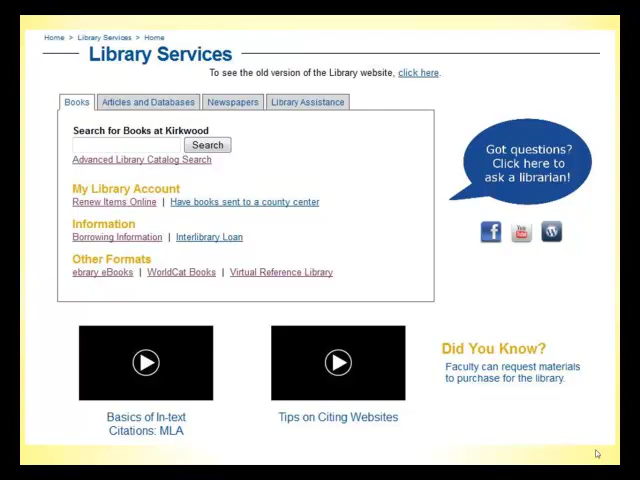 Home > Library Services > Home
Library Services
To see the old version of the Library website, click here.
Books Articles and Databases Newspapers Library Assistance
Search for Books at Kirkwood
Search
Advanced Library Catalog Search
My Library Account
Renew Items Online | Have books sent to a county center
Information
Borrowing Information | Interlibrary Loan
Other Formats
ebrary eBooks | WorldCat Books | Virtual Reference Library
Got questions?
Click here to
ask a librarian!
f You Tube W
Basics of In-text
Citations: MLA
Tips on Citing Websites
Did You Know?
Faculty can request materials
to purchase for the library.